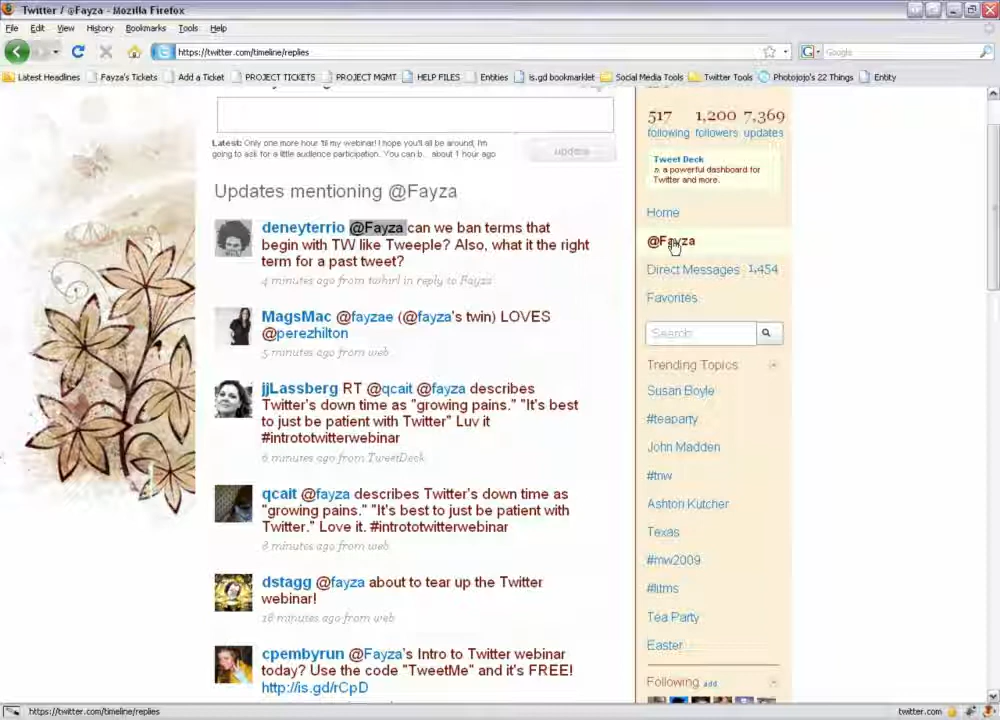 Twitter / @Fayza - Mozilla Firefox
File Edit View History Bookmarks Tools Help
https://twitter.com/timeline/replies
Google
Latest Headlines Fayza's Tickets Add a Ticket PROJECT TICKETS PROJECT MGMT HELP FILES Entities is.gd bookmarklet Social Media Tools Twitter Tools Photojojo's 22 Things Entity
Latest: Only one more hour 'til my webinar! I hope you'll all be around, I'm
going to ask for a little audience participation. You can b.. about 1 hour ago
update
Updates mentioning @Fayza
deneyterrio @Fayza can we ban terms that
begin with TW like Tweeple? Also, what it the right
term for a past tweet?
4 minutes ago from twhirl in reply to Fayza
MagsMac @fayzae (@fayza's twin) LOVES
@perezhilton
5 minutes ago from web
jjLassberg RT @qcait @fayza describes
Twitter's down time as "growing pains." "It's best
to just be patient with Twitter" Luv it
#introtontwitterwebinar
6 minutes ago from TweetDeck
qcait @fayza describes Twitter's down time as
"growing pains." "It's best to just be patient with
Twitter." Love it. #intrototwitterwebinar
8 minutes ago from web
dstagg @fayza about to tear up the Twitter
webinar!
18 minutes ago from web
cpembyrun @Fayza's Intro to Twitter webinar
today? Use the code "TweetMe" and it's FREE!
http://is.gd/rCpD
517 1,200 7,369
following followers updates
Tweet Deck
a powerful dashboard for
Twitter and more.
Home
@Fayza
Direct Messages 1,454
Favorites
Search
Trending Topics
Susan Boyle
#teaparty
John Madden
#tnw
Ashton Kutcher
Texas
#mw2009
Tea Party
Easter
Following add
https://twitter.com/timeline/replies
twitter.com